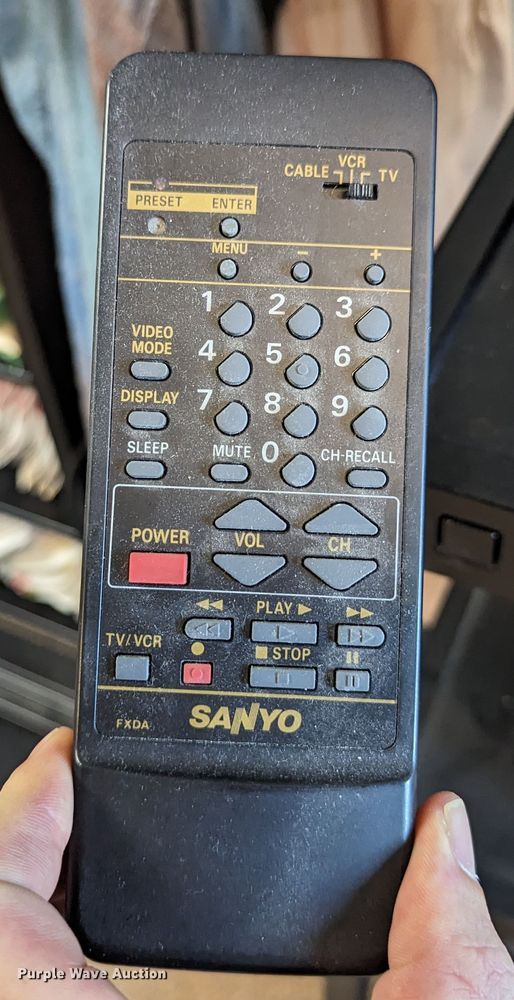 VCR
CABLE TV
PRESET ENTER
MENU - +
1 2 3
VIDEO
MODE
4 5 6
DISPLAY
7 8 9
SLEEP MUTE 0 CH-RECALL
POWER VOL CH
PLAY
TV/VCR STOP
FXDA SANYO
Purple Wave Auction